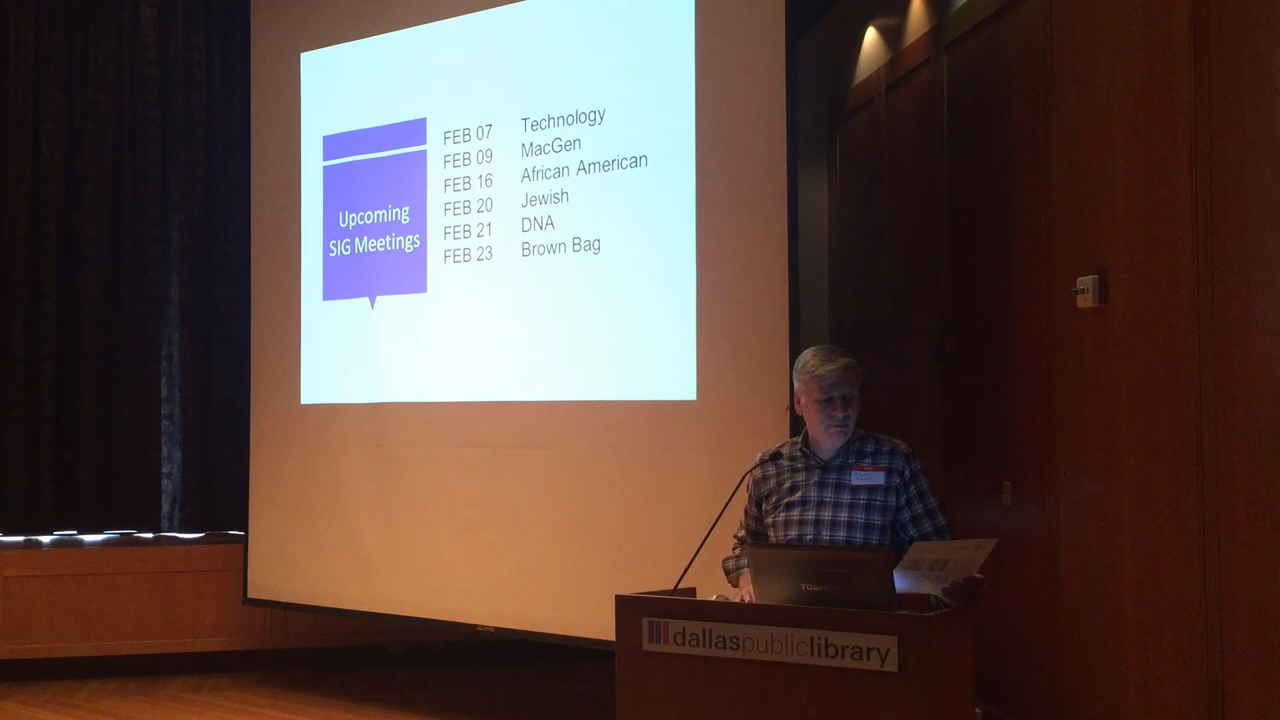 Upcoming
SIG Meetings
FEB 07 Technology
FEB 09 MacGen
FEB 16 African American
FEB 20 Jewish
FEB 21 DNA
FEB 23 Brown Bag
dallaspubliclibrary